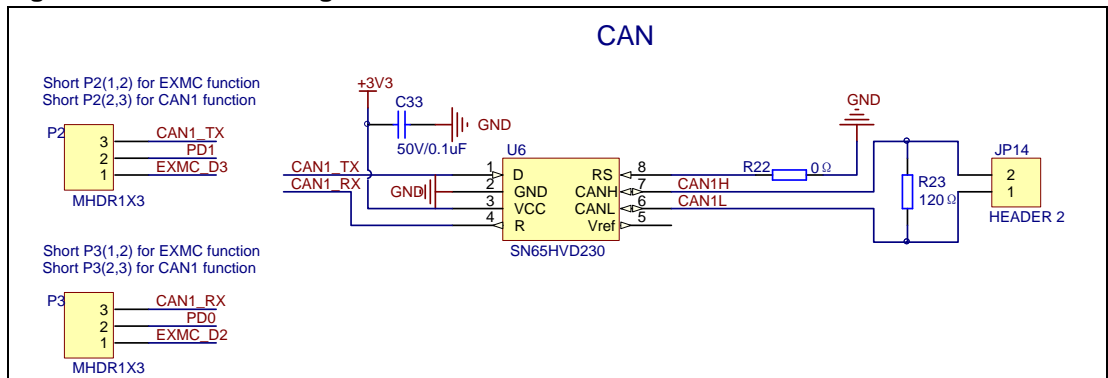 CAN
Short P2(1,2) for EXMC function
Short P2(2,3) for CAN1 function
P2
3 CAN1_TX
2 PD1
1 EXMC_D3
MHDR1X3
Short P3(1,2) for EXMC function
Short P3(2,3) for CAN1 function
P3
3 CAN1_RX
2 PD0
1 EXMC_D2
MHDR1X3
+3V3
C33
GND
50V/0.1uF
U6
CAN1_TX 1 D
CAN1_RX
GND 2 GND
3 VCC
4 R
RS 8
CANH 7 CAN1H
CANL 6 CAN1L
Vref 5
SN65HVD230
R22 0Ω
GND
R23
120Ω
JP14
2
1
HEADER 2